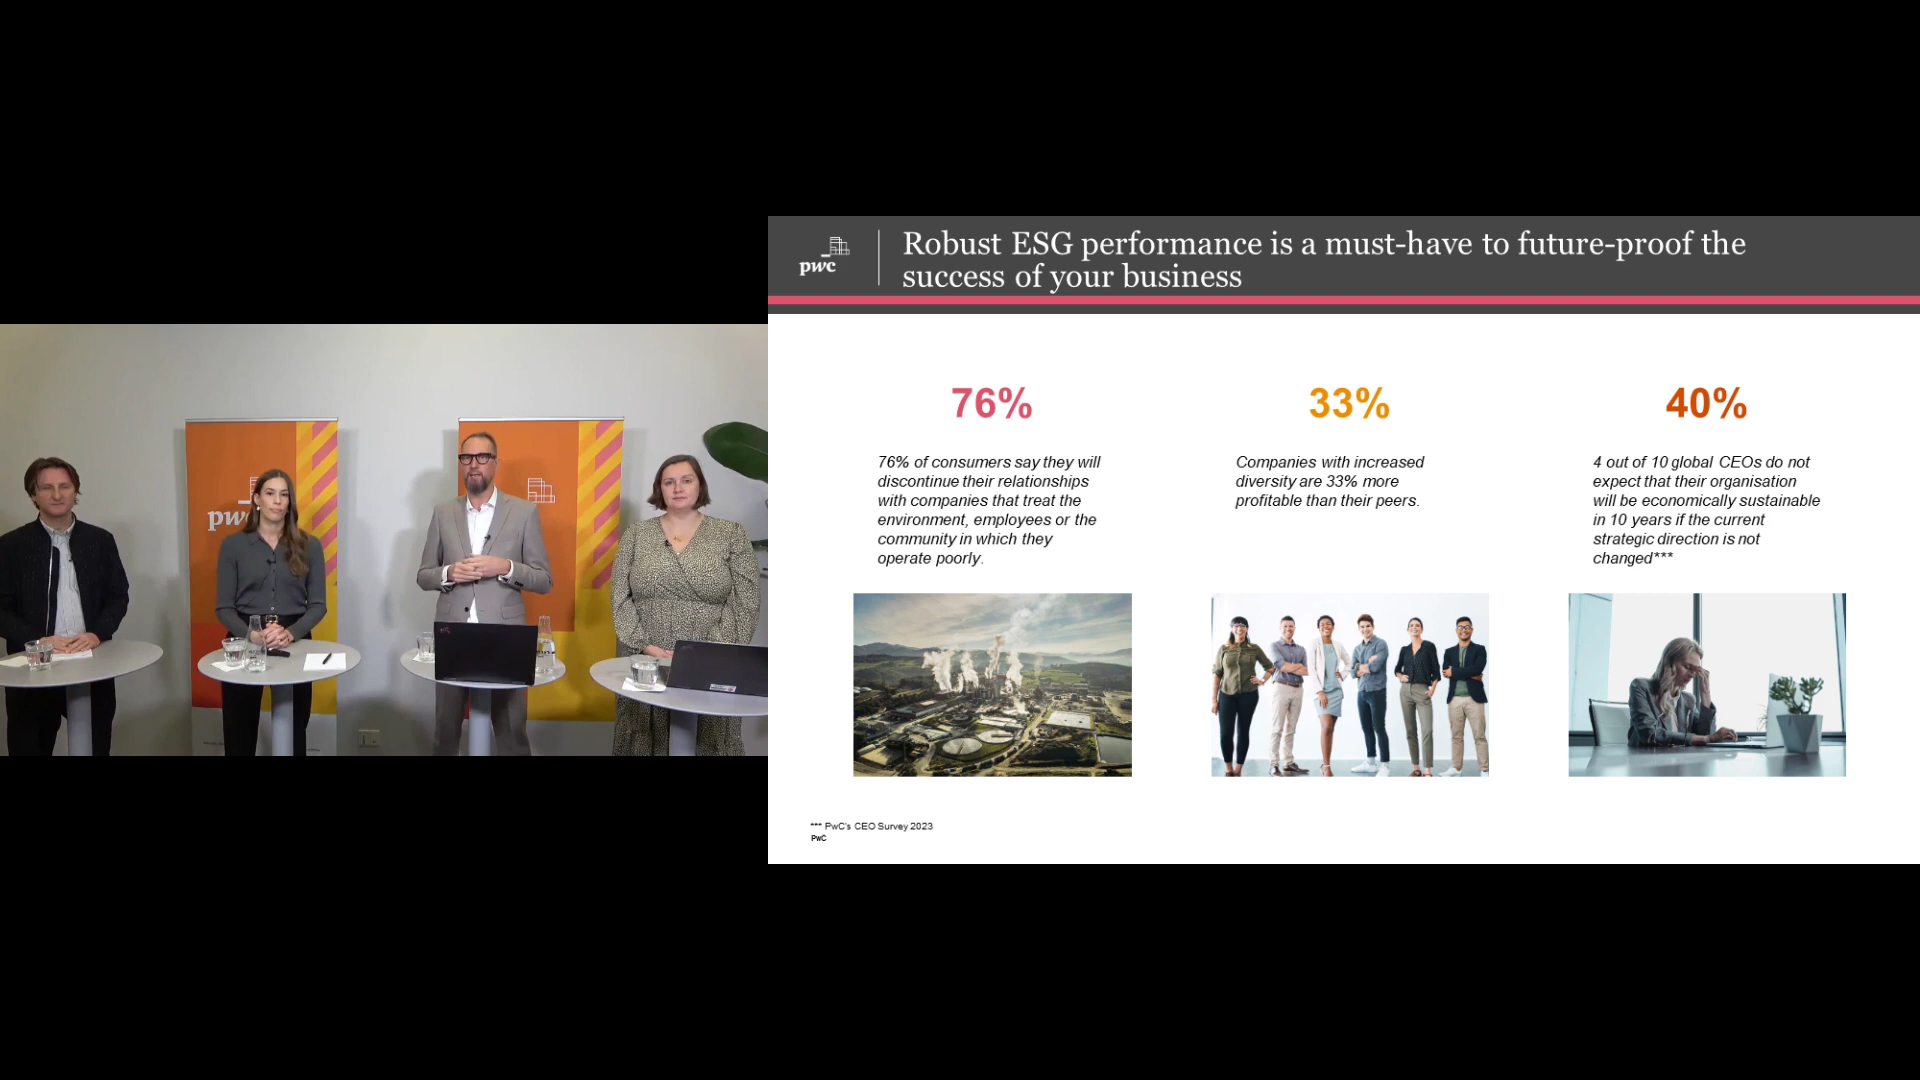 pwc
pwc
Robust ESG performance is a must-have to future-proof the
success of your business
76%
76% of consumers say they will
discontinue their relationships
with companies that treat the
environment, employees or the
community in which they
operate poorly.
33%
Companies with increased
diversity are 33% more
profitable than their peers.
40%
4 out of 10 global CEOs do not
expect that their organisation
will be economically sustainable
in 10 years if the current
strategic direction is not
changed***
*** PwC's CEO Survey 2023
PwC